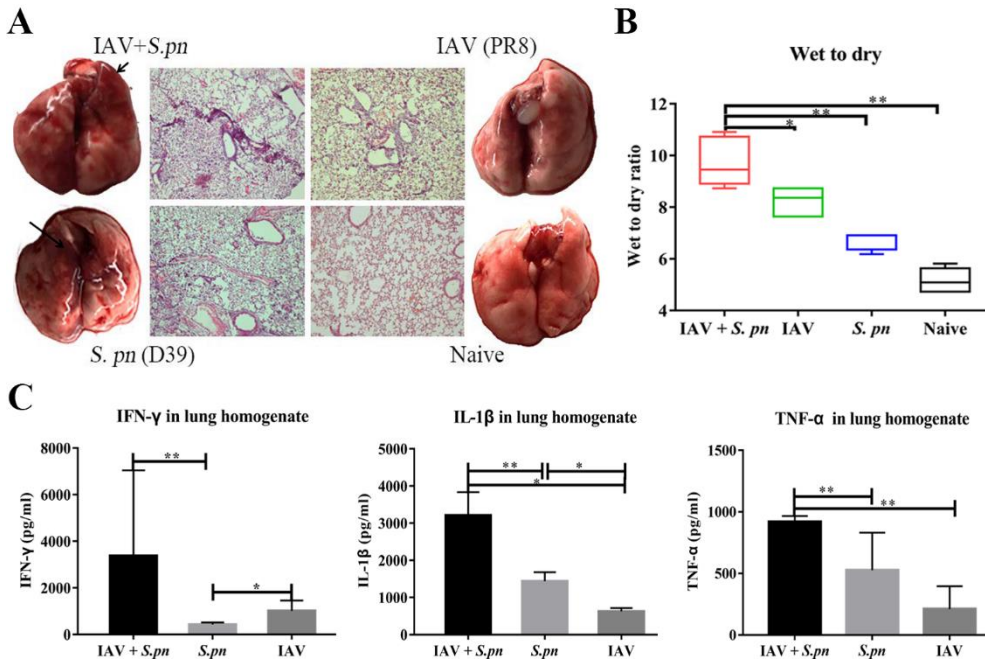 A
IAV+S.pn
IAV (PR8)
S. pn (D39)
Naive
B
Wet to dry
Wet to dry ratio
12
10
8
6
4
**
**
*
IAV + S. pn
IAV
S. pn
Naive
C
IFN-γ in lung homogenate
IFN-γ (pg/ml)
8000
6000
4000
2000
0
**
*
IAV + S.pn
S.pn
IAV
IL-1β in lung homogenate
IL-1β (pg/ml)
5000
4000
3000
2000
1000
0
**
*
*
IAV + S.pn
S.pn
IAV
TNF-α in lung homogenate
TNF-α (pg/ml)
1500
1000
500
0
**
**
IAV + S.pn
S.pn
IAV